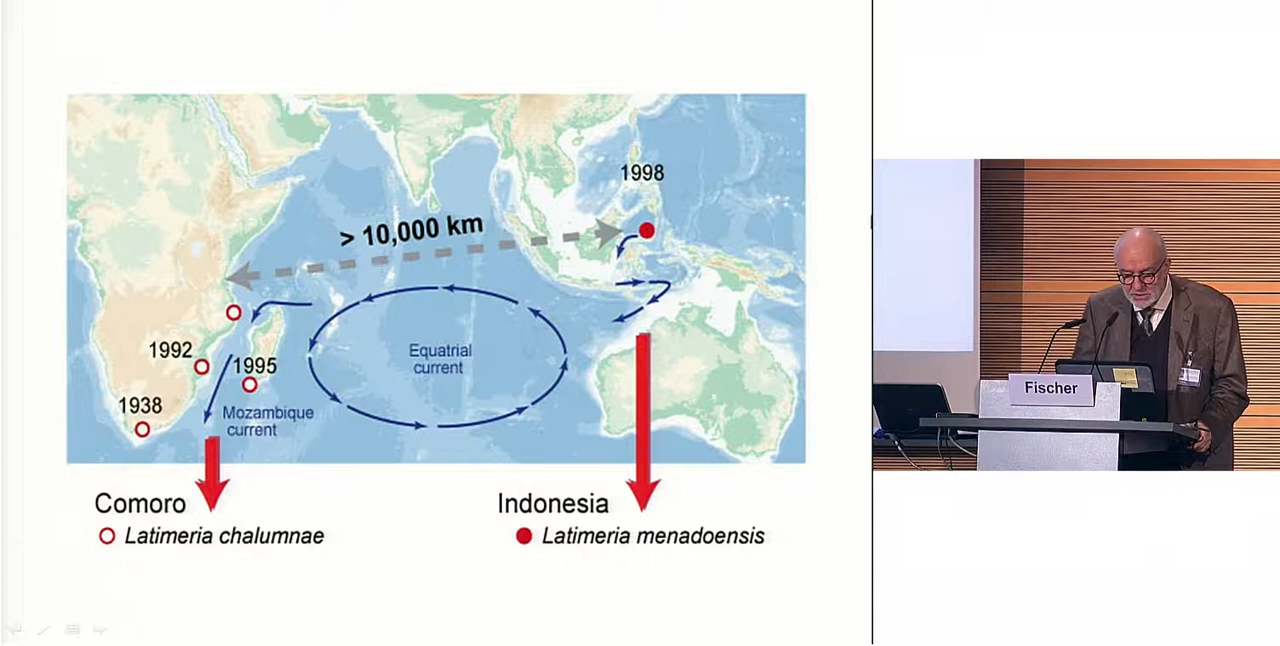 1998
> 10,000 km
1992
1995
1938
Equatrial
current
Mozambique
current
Comoro
Latimeria chalumnae
Indonesia
Latimeria menadoensis
Fischer